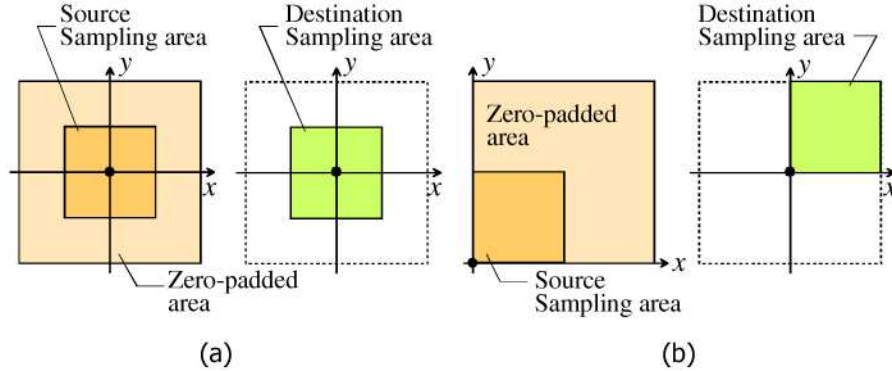 Source
Sampling area
Destination
Sampling area
y
x
y
x
Zero-padded
area
(a)
Destination
Sampling area
y
Zero-padded
area
x
Source
Sampling area
y
x
(b)